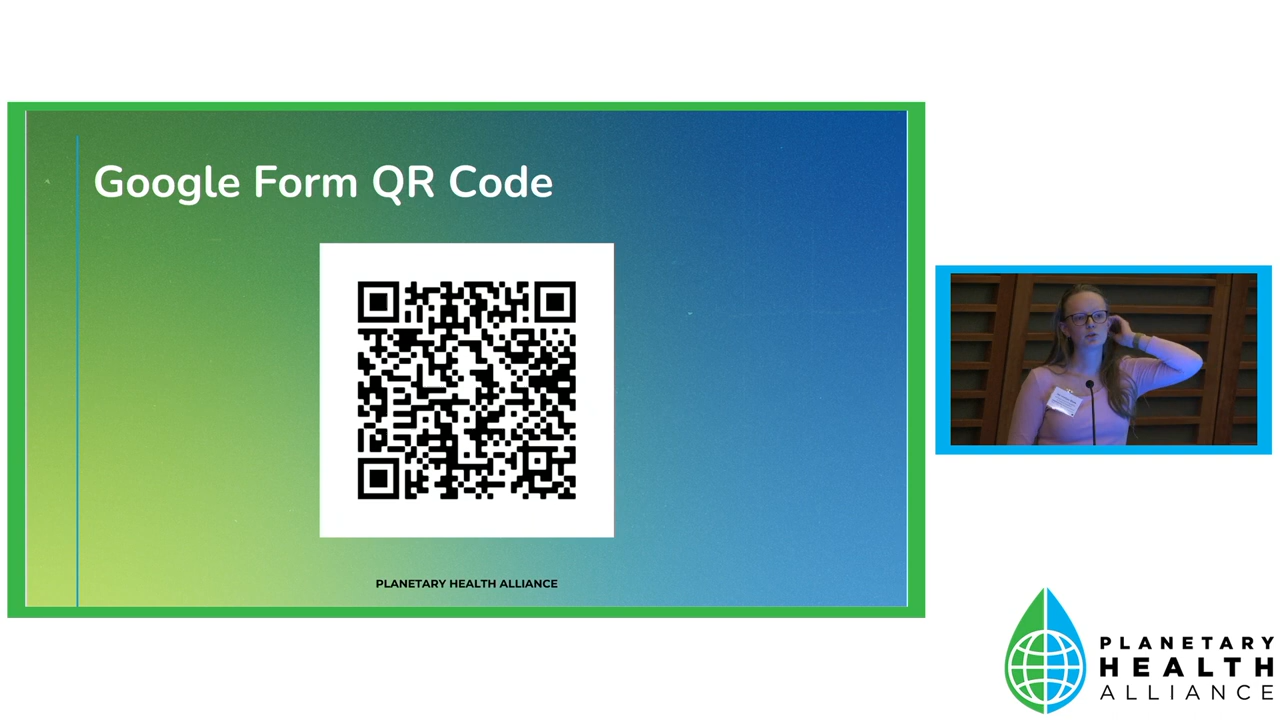 Google Form QR Code
PLANETARY HEALTH ALLIANCE
PLANETARY
HEALTH
ALLIANCE